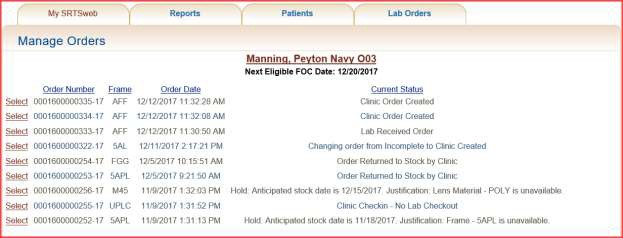 My SRTSweb Reports Patients Lab Orders
Manage Orders
Manning, Peyton Navy O03
Next Eligible FOC Date: 12/20/2017
Order Number Frame Order Date Current Status
Select 0001600000335-17 AFF 12/12/2017 11:32:28 AM Clinic Order Created
Select 0001600000334-17 AFF 12/12/2017 11:32:08 AM Clinic Order Created
Select 0001600000333-17 AFF 12/12/2017 11:30:50 AM Lab Received Order
Select 0001600000322-17 5AL 12/11/2017 2:17:21 PM Changing order from Incomplete to Clinic Created
Select 0001600000254-17 FGG 12/5/2017 10:15:51 AM Order Returned to Stock by Clinic
Select 0001600000253-17 5APL 12/5/2017 9:21:50 AM Order Returned to Stock by Clinic
Select 0001600000256-17 M45 11/9/2017 1:32:03 PM Hold: Anticipated stock date is 12/15/2017. Justification: Lens Material - POLY is unavailable.
Select 0001600000255-17 UPLC 11/9/2017 1:31:52 PM Clinic Checkin - No Lab Checkout
Select 0001600000252-17 5APL 11/9/2017 1:31:13 PM Hold: Anticipated stock date is 11/18/2017. Justification: Frame - 5APL is unavailable.